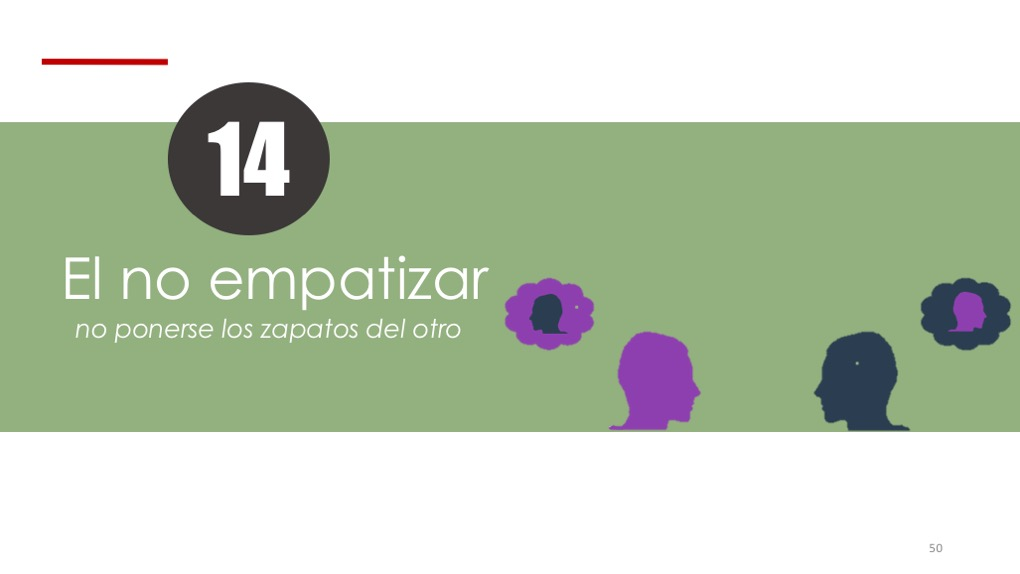 14
El no empatizar
no ponerse los zapatos del otro
50